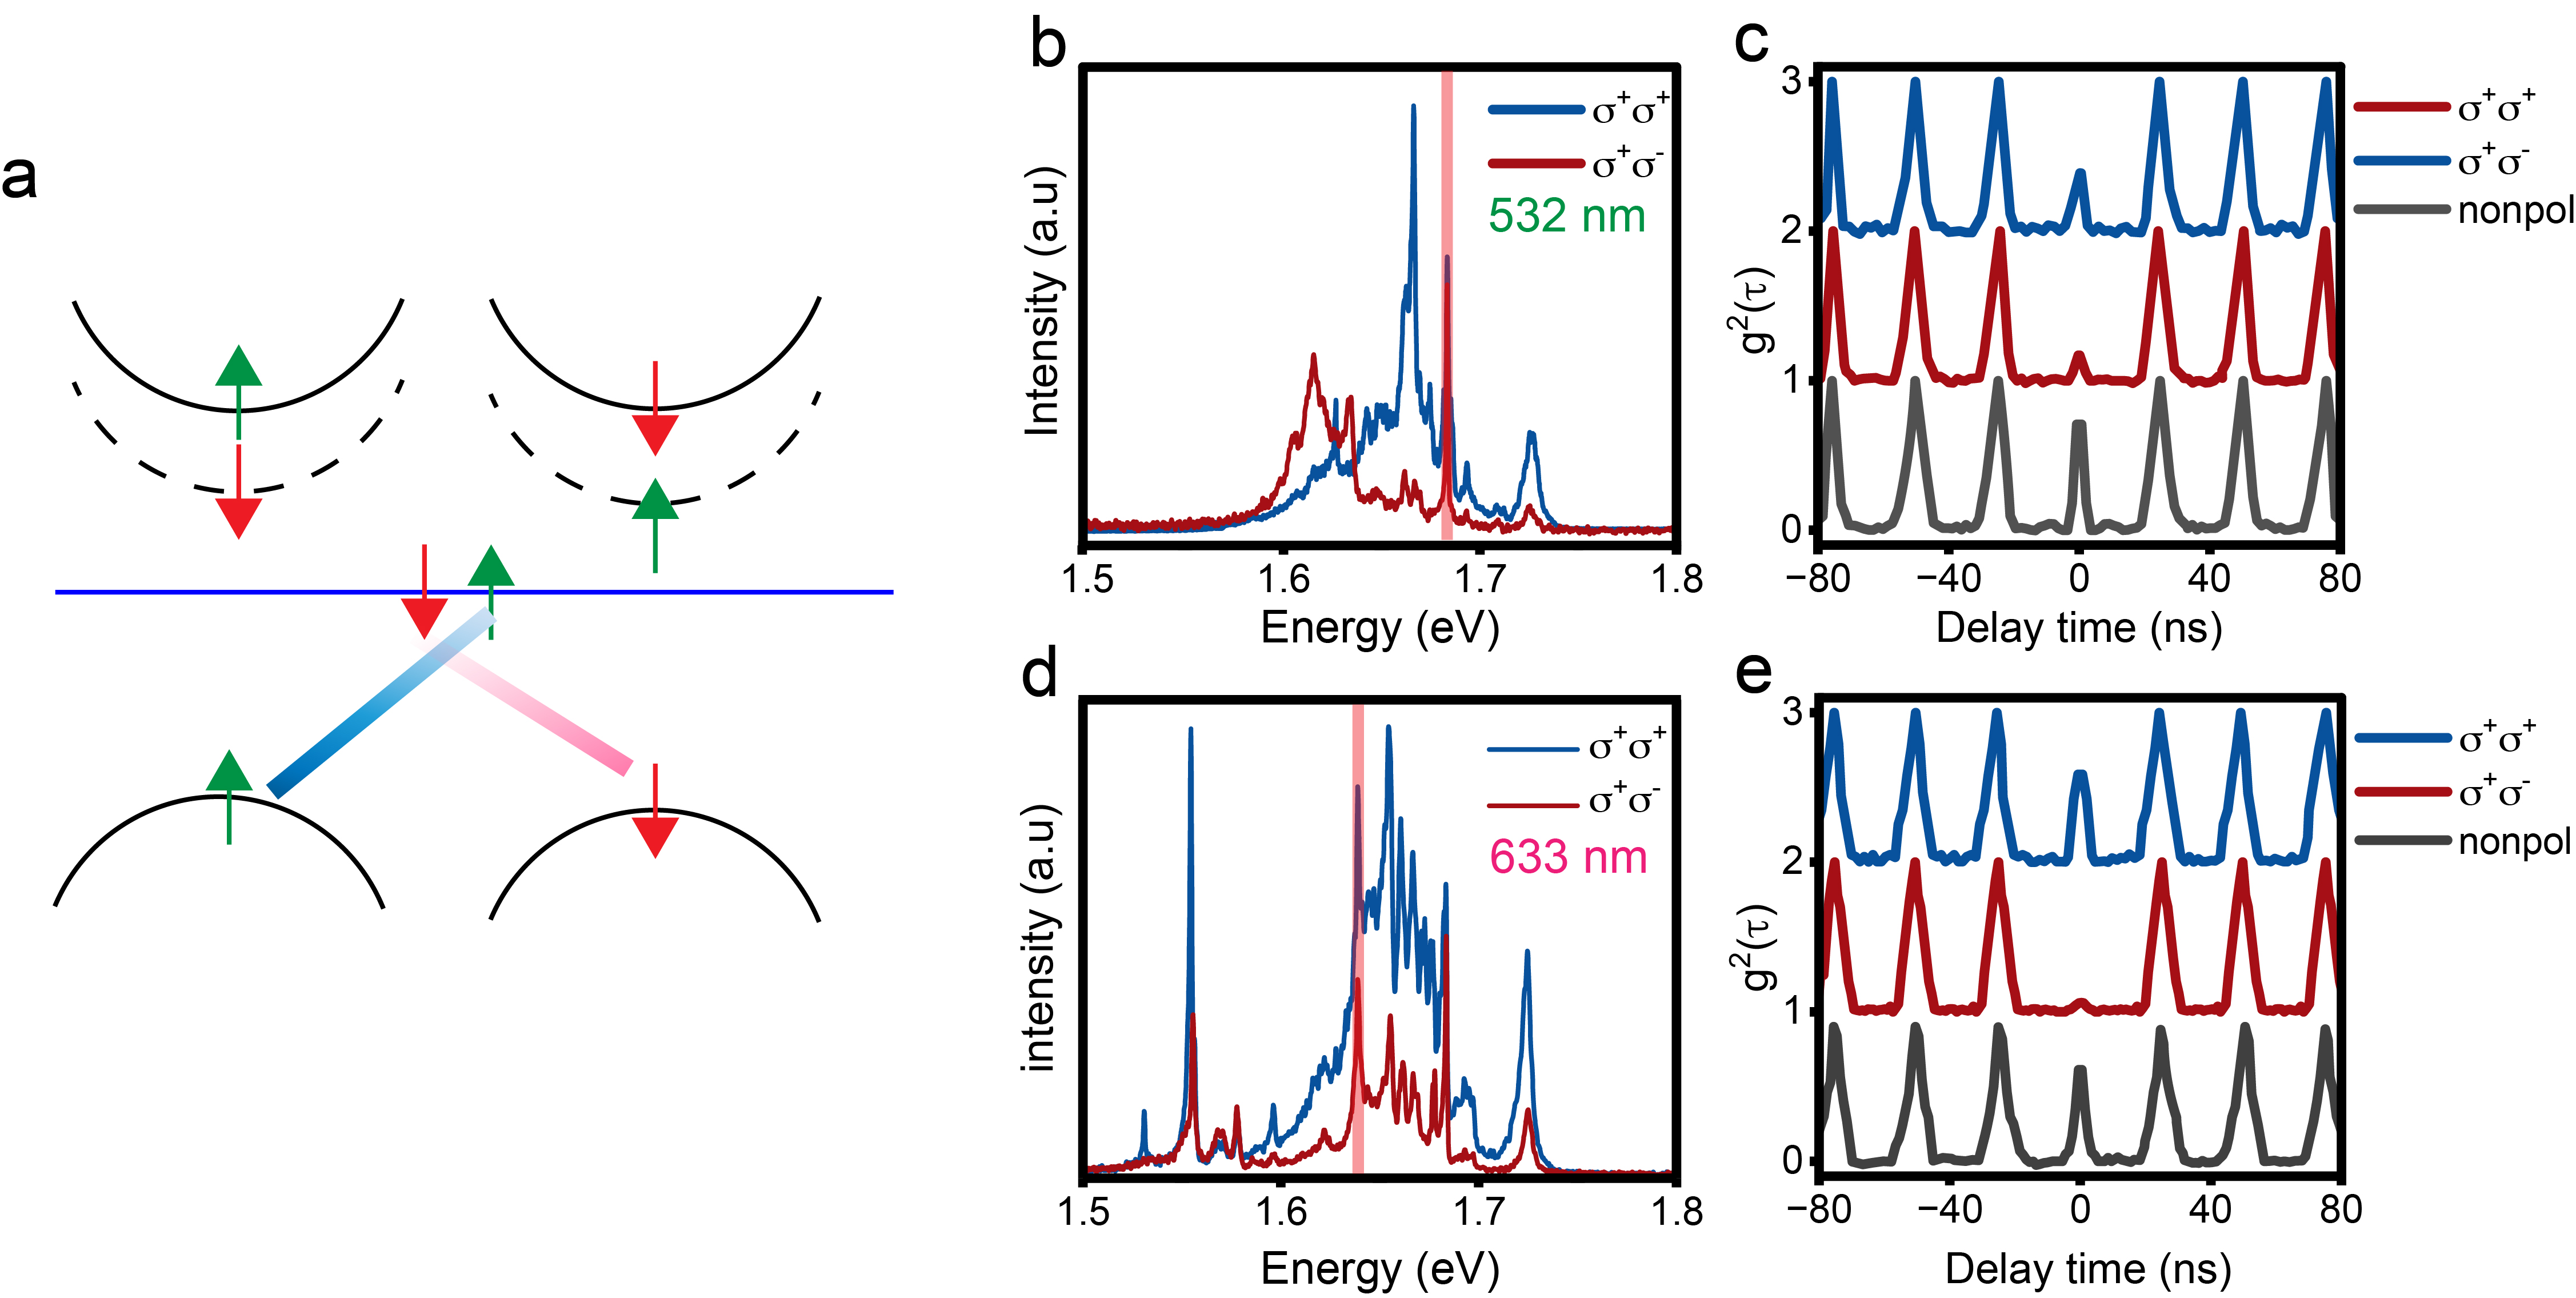 a
b
Intensity (a.u)
σ⁺σ⁺
σ⁺σ⁻
532 nm
1.5 1.6 1.7 1.8
Energy (eV)
c
g²(τ)
3
2
1
0
−80 −40 0 40 80
Delay time (ns)
σ⁺σ⁺
σ⁺σ⁻
nonpol
d
intensity (a.u)
σ⁺σ⁺
σ⁺σ⁻
633 nm
1.5 1.6 1.7 1.8
Energy (eV)
e
g²(τ)
3
2
1
0
−80 −40 0 40 80
Delay time (ns)
σ⁺σ⁺
σ⁺σ⁻
nonpol